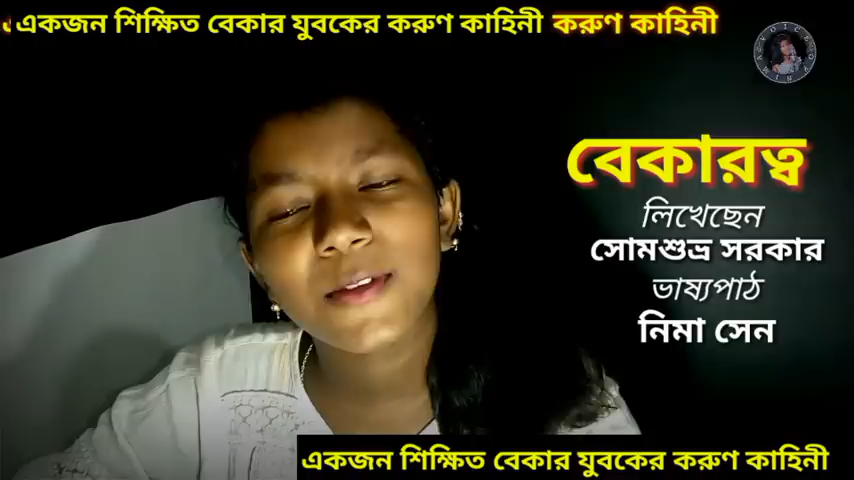 একজন শিক্ষিত বেকার যুবকের করুণ কাহিনী করুণ কাহিনী
বেকারত্ব
লিখেছেন
সোমশুভ্র সরকার
ভাষ্যপাঠ
নিমা সেন
একজন শিক্ষিত বেকার যুবকের করুণ কাহিনী